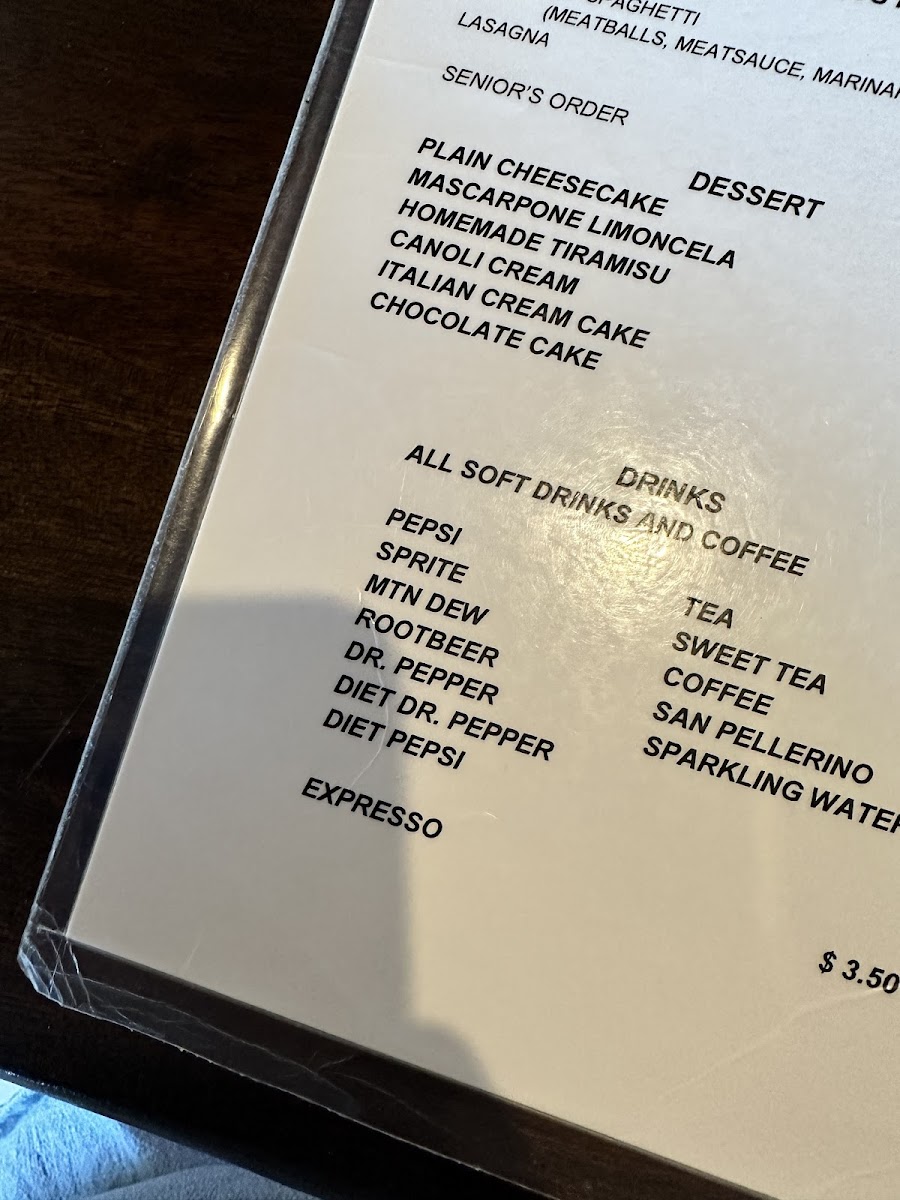 SPAGHETTI
(MEATBALLS, MEATSAUCE,
LASAGNA
SENIOR'S ORDER
DESSERT
PLAIN CHEESECAKE
MASCARPONE LIMONCELA
HOMEMADE TIRAMISU
CANOLI CREAM
ITALIAN CREAM CAKE
CHOCOLATE CAKE
DRINKS
ALL SOFT DRINKS AND COFFEE
PEPSI
SPRITE
MTN DEW
ROOTBEER
DR. PEPPER
DIET DR. PEPPER
DIET PEPSI
TEA
SWEET TEA
COFFEE
SAN PELLERINO
SPARKLING WATER
EXPRESSO
$ 3.50